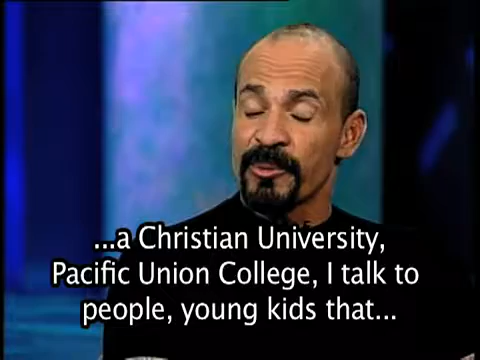 ...a Christian University,
Pacific Union College, I talk to
people, young kids that...